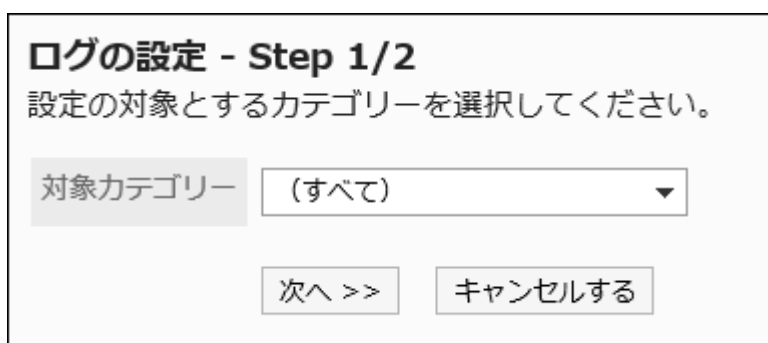 ログの設定 - Step 1/2
設定の対象とするカテゴリーを選択してください。
対象カテゴリー (すべて)
次へ >> キャンセルする